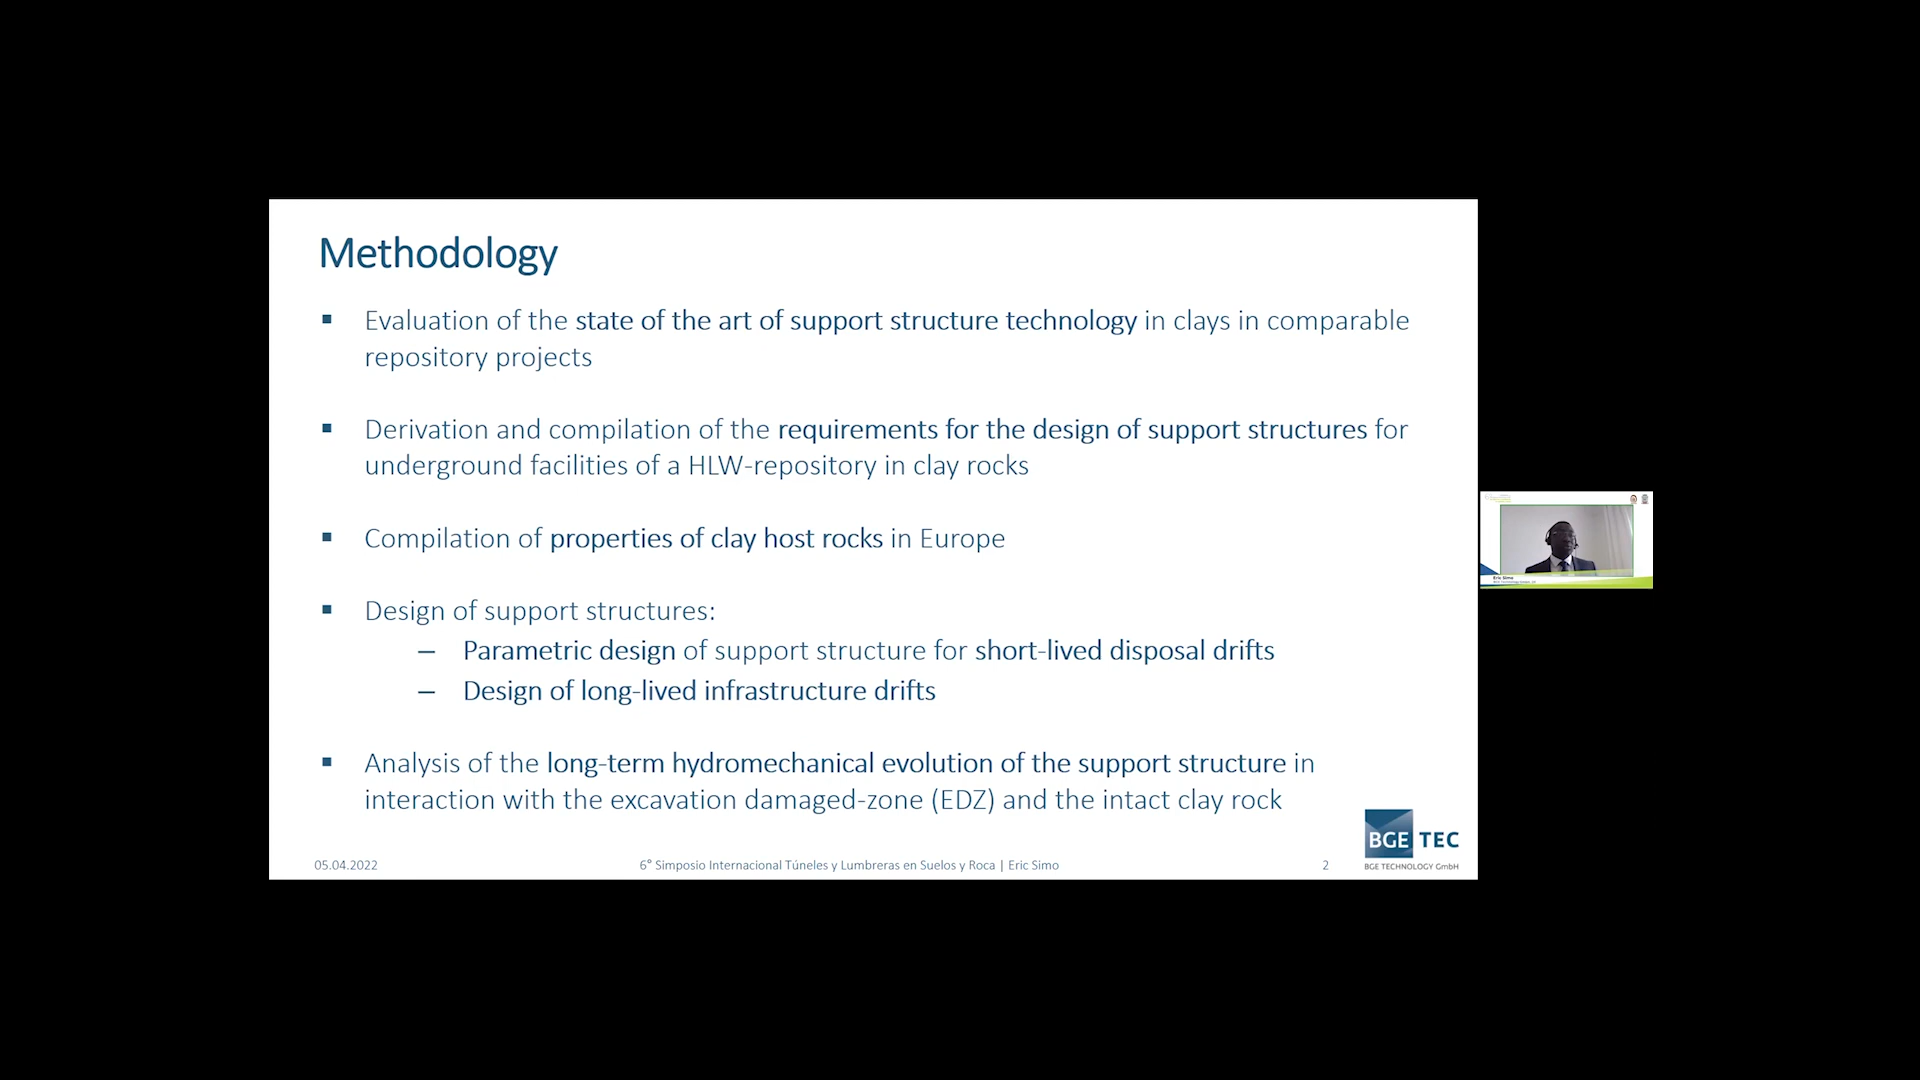 Methodology
▪ Evaluation of the state of the art of support structure technology in clays in comparable
repository projects
▪ Derivation and compilation of the requirements for the design of support structures for
underground facilities of a HLW-repository in clay rocks
▪ Compilation of properties of clay host rocks in Europe
▪ Design of support structures:
– Parametric design of support structure for short-lived disposal drifts
– Design of long-lived infrastructure drifts
▪ Analysis of the long-term hydromechanical evolution of the support structure in
interaction with the excavation damaged-zone (EDZ) and the intact clay rock
BGE TEC
BGE TECHNOLOGY GmbH
05.04.2022
6° Simposio Internacional Túneles y Lumbreras en Suelos y Roca | Eric Simo
2
Eric Simo